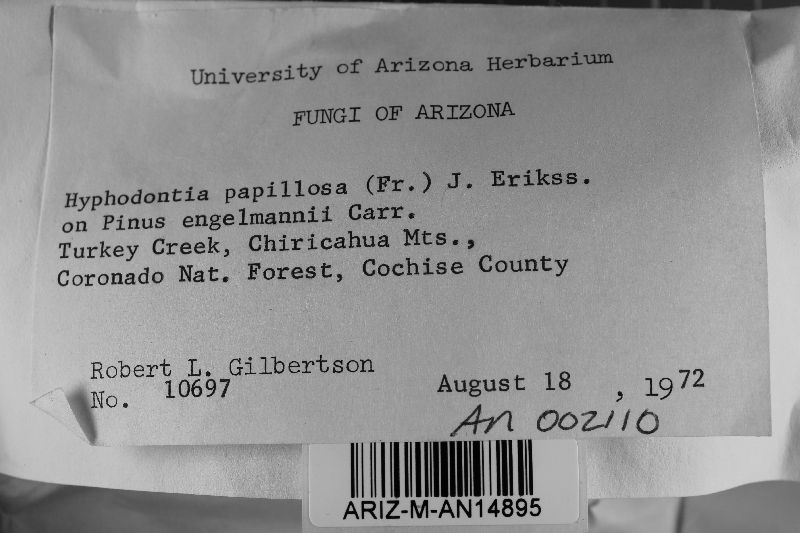 University of Arizona Herbarium
FUNGI OF ARIZONA
Hyphodontia papillosa (Fr.) J. Erikss.
on Pinus engelmannii Carr.
Turkey Creek, Chiricahua Mts.,
Coronado Nat. Forest, Cochise County
Robert L. Gilbertson
No. 10697
August 18 , 1972
AN 002110
ARIZ-M-AN14895